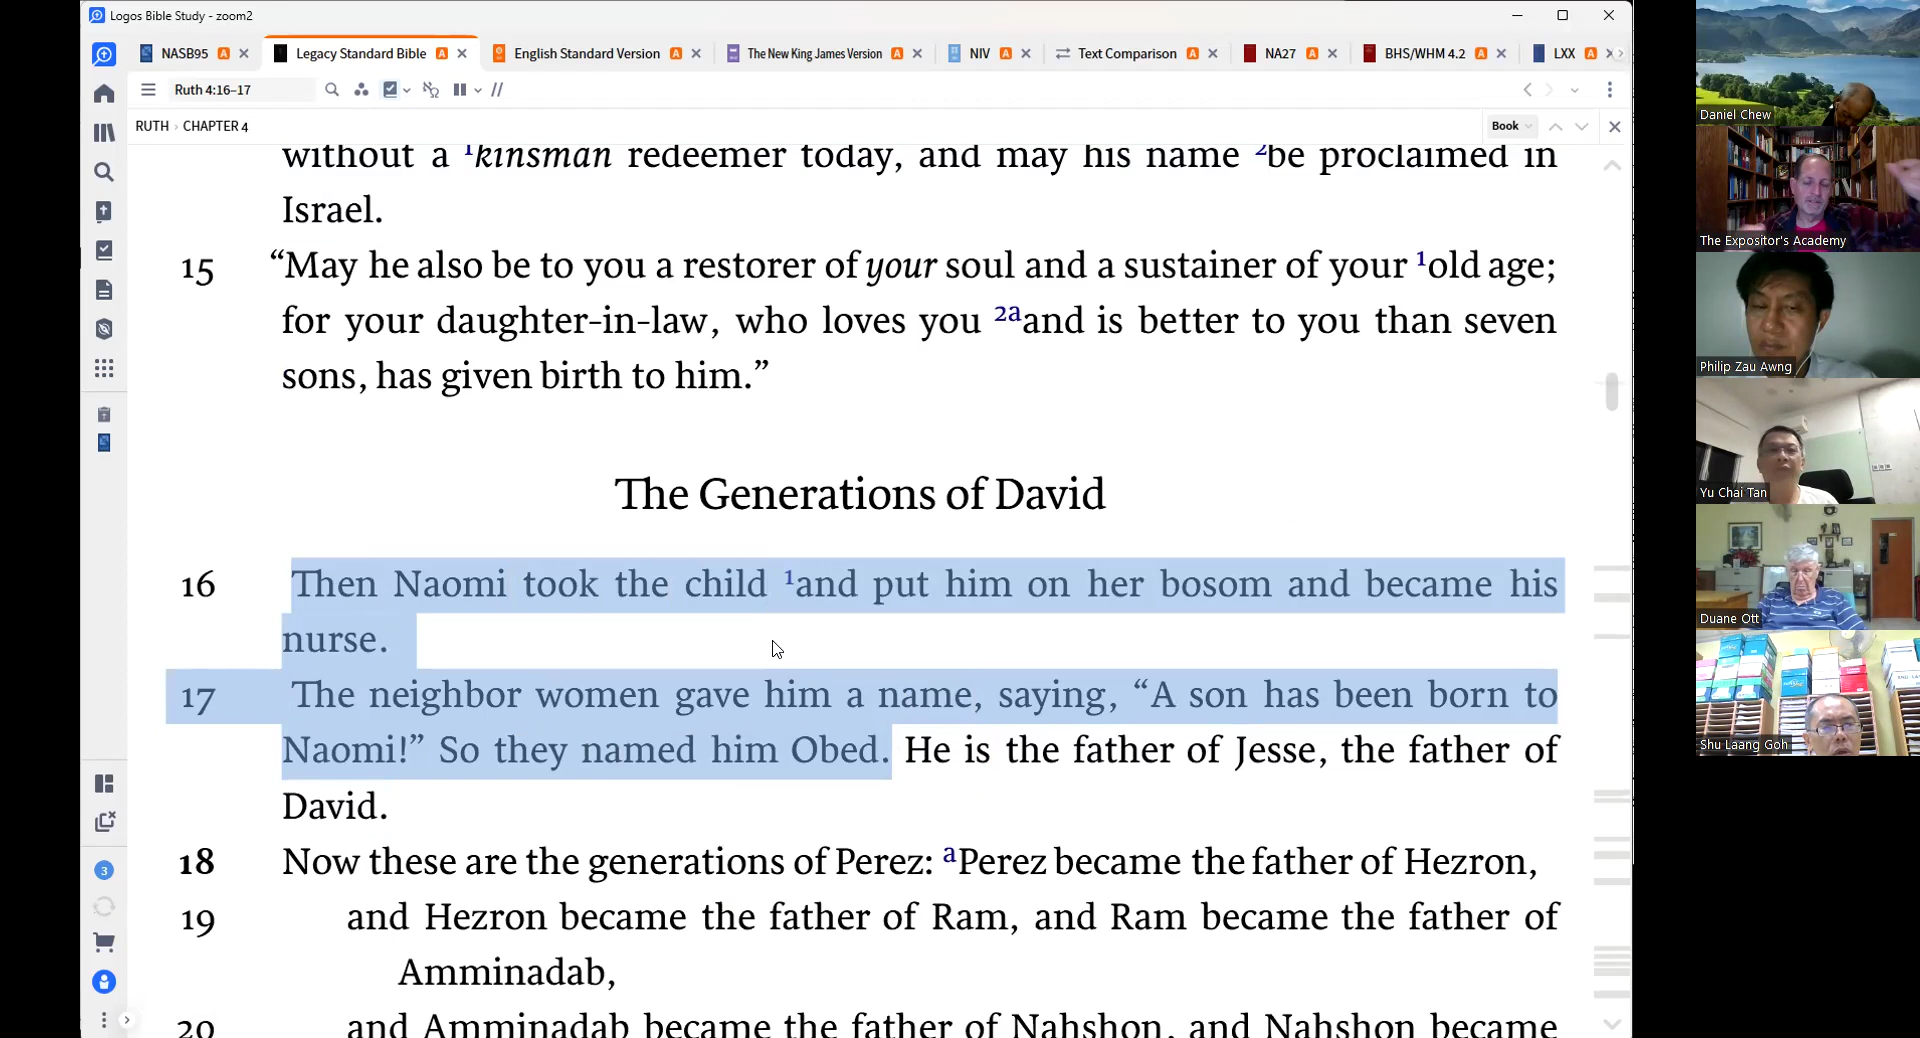 Logos Bible Study - zoom2
NASB95 A
Legacy Standard Bible A
English Standard Version A
The New King James Version A
NIV A
Text Comparison A
NA27 A
BHS/WHM 4.2 A
LXX A
Ruth 4:16–17
RUTH › CHAPTER 4
Book
without a 1kinsman redeemer today, and may his name 2be proclaimed in
Israel.
15 “May he also be to you a restorer of your soul and a sustainer of your 1old age;
for your daughter-in-law, who loves you 2aand is better to you than seven
sons, has given birth to him.”
The Generations of David
16 Then Naomi took the child 1and put him on her bosom and became his
nurse.
17 The neighbor women gave him a name, saying, “A son has been born to
Naomi!” So they named him Obed. He is the father of Jesse, the father of
David.
18 Now these are the generations of Perez: aPerez became the father of Hezron,
19 and Hezron became the father of Ram, and Ram became the father of
Amminadab,
20 and Amminadab became the father of Nahshon, and Nahshon became
3
Daniel Chew
The Expositor's Academy
Philip Zau Awng
Yu Chai Tan
Duane Ott
Shu Laang Goh